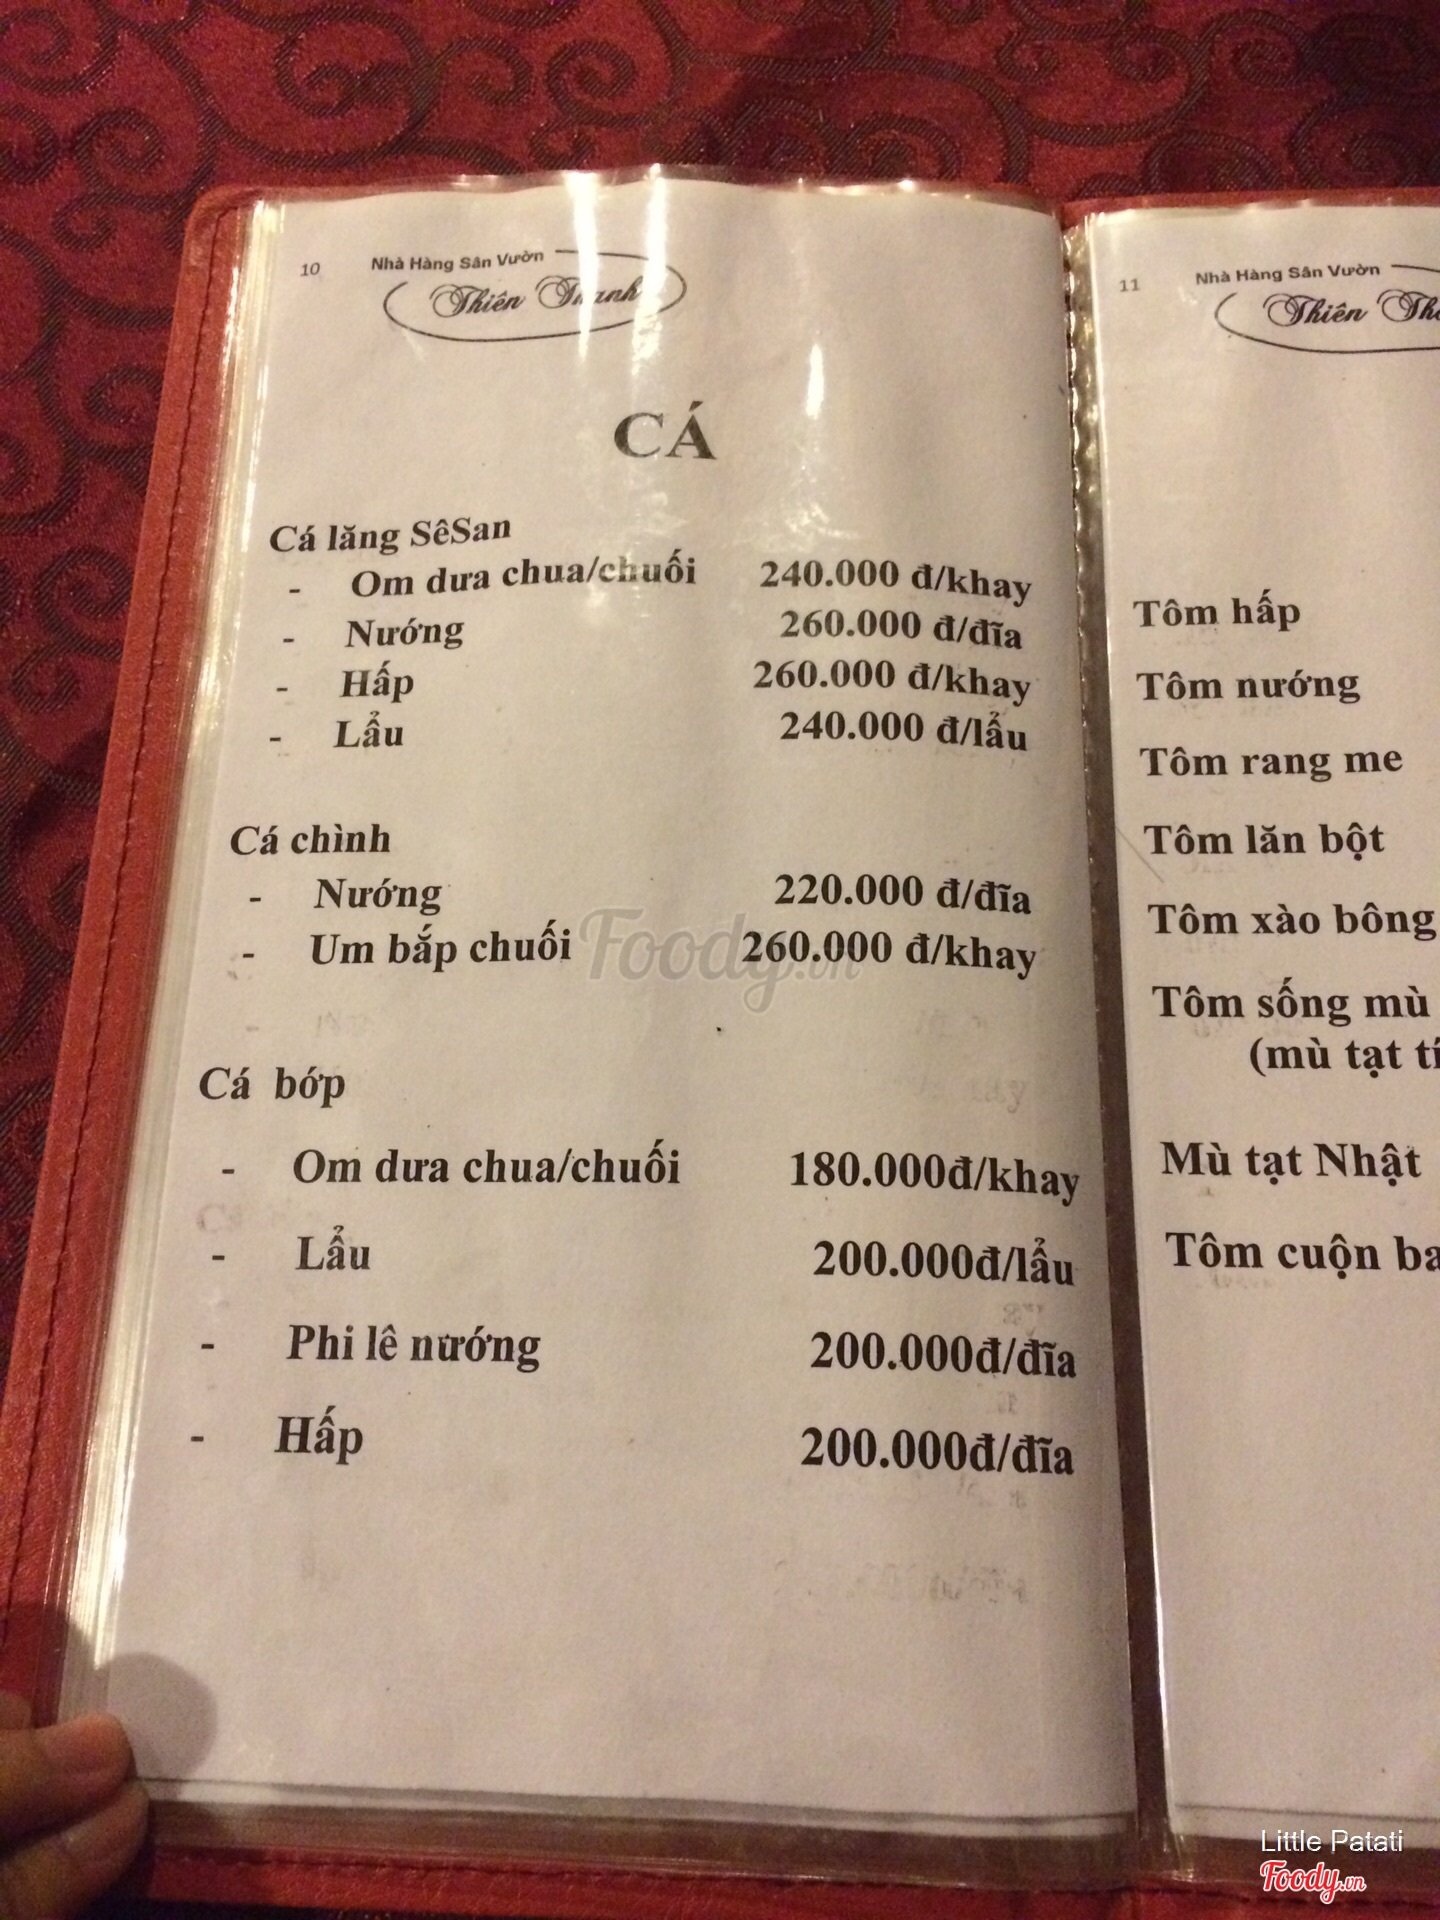 10
Nhà Hàng Sân Vườn
Thiên Thanh
CÁ
Cá lăng SêSan
- Om dưa chua/chuối 240.000 đ/khay
- Nướng 260.000 đ/đĩa
- Hấp 260.000 đ/khay
- Lẩu 240.000 đ/lẩu
Cá chình
- Nướng 220.000 đ/đĩa
- Um bắp chuối 260.000 đ/khay
Cá bớp
- Om dưa chua/chuối 180.000đ/khay
- Lẩu 200.000đ/lẩu
- Phi lê nướng 200.000đ/đĩa
- Hấp 200.000đ/đĩa
Foody.vn
11
Nhà Hàng Sân Vườn
Thiên
Tôm hấp
Tôm nướng
Tôm rang me
Tôm lăn bột
Tôm xào bông
Tôm sống mù
(mù tạt
Mù tạt Nhật
Tôm cuộn
Little Patati
Foody.vn